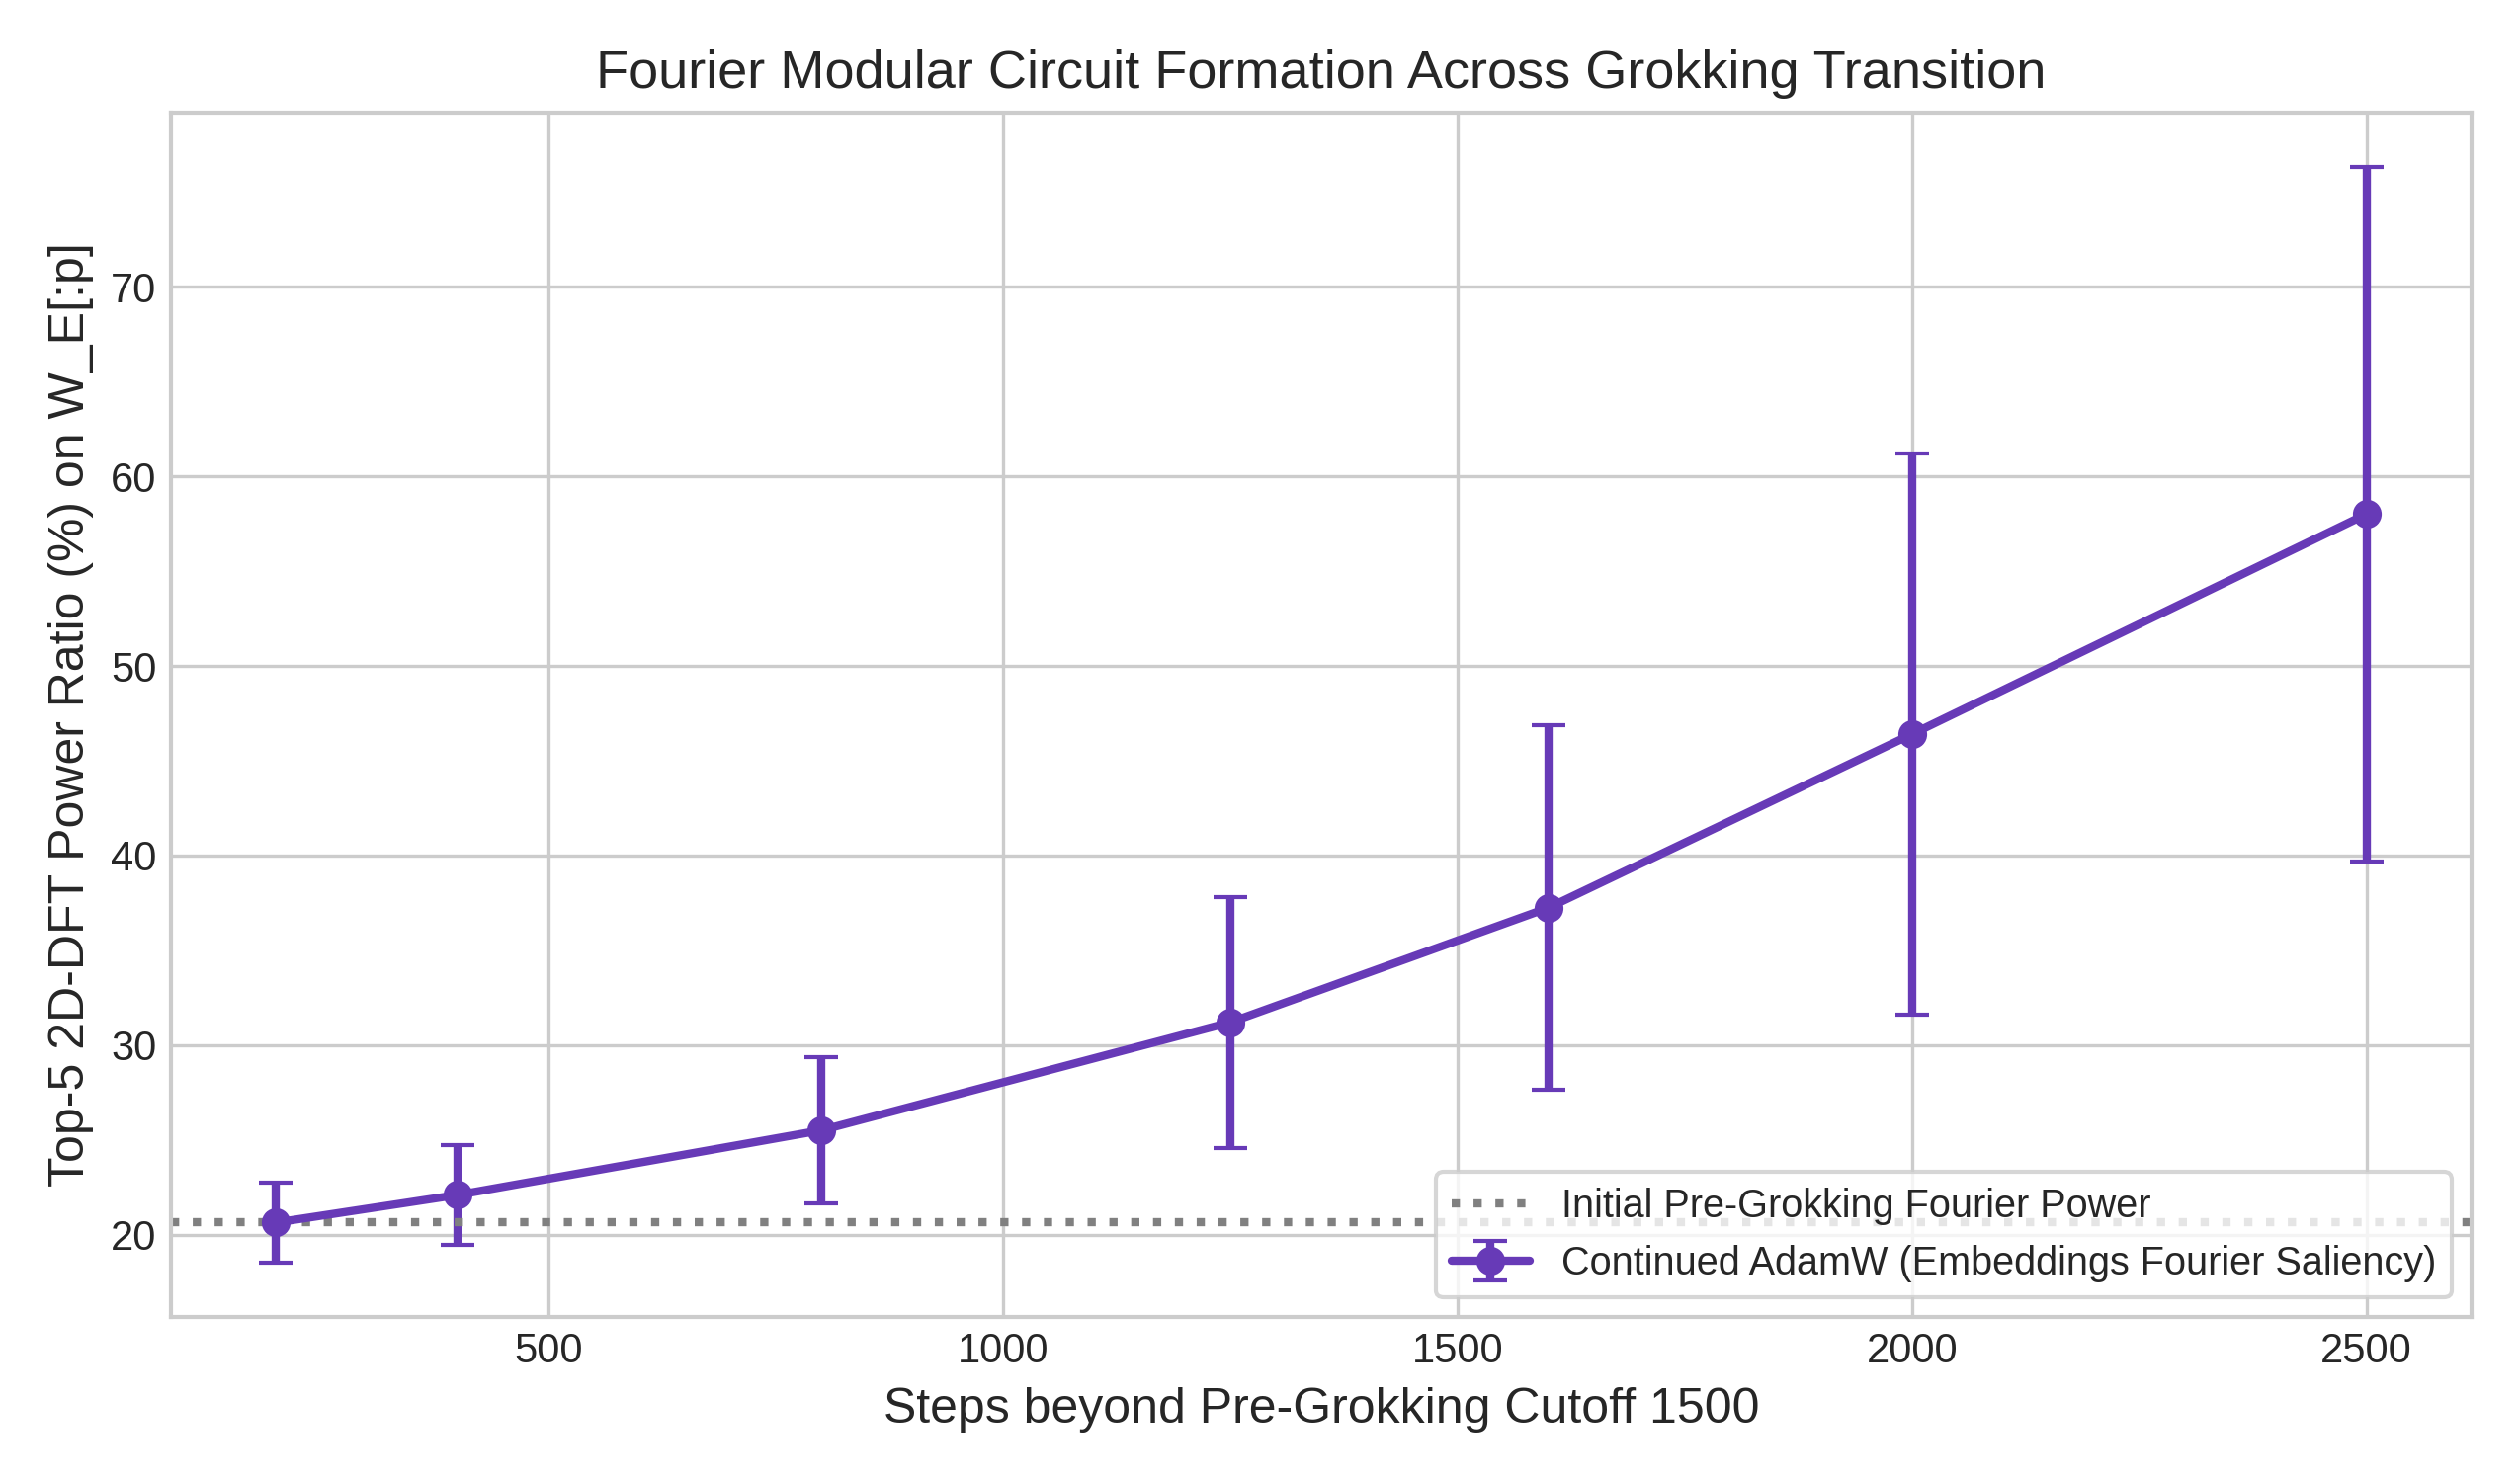 Fourier Modular Circuit Formation Across Grokking Transition
Top-5 2D-DFT Power Ratio (%) on W_E[:p]
70
60
50
40
30
20
Initial Pre-Grokking Fourier Power
Continued AdamW (Embeddings Fourier Saliency)
500
1000
1500
2000
2500
Steps beyond Pre-Grokking Cutoff 1500